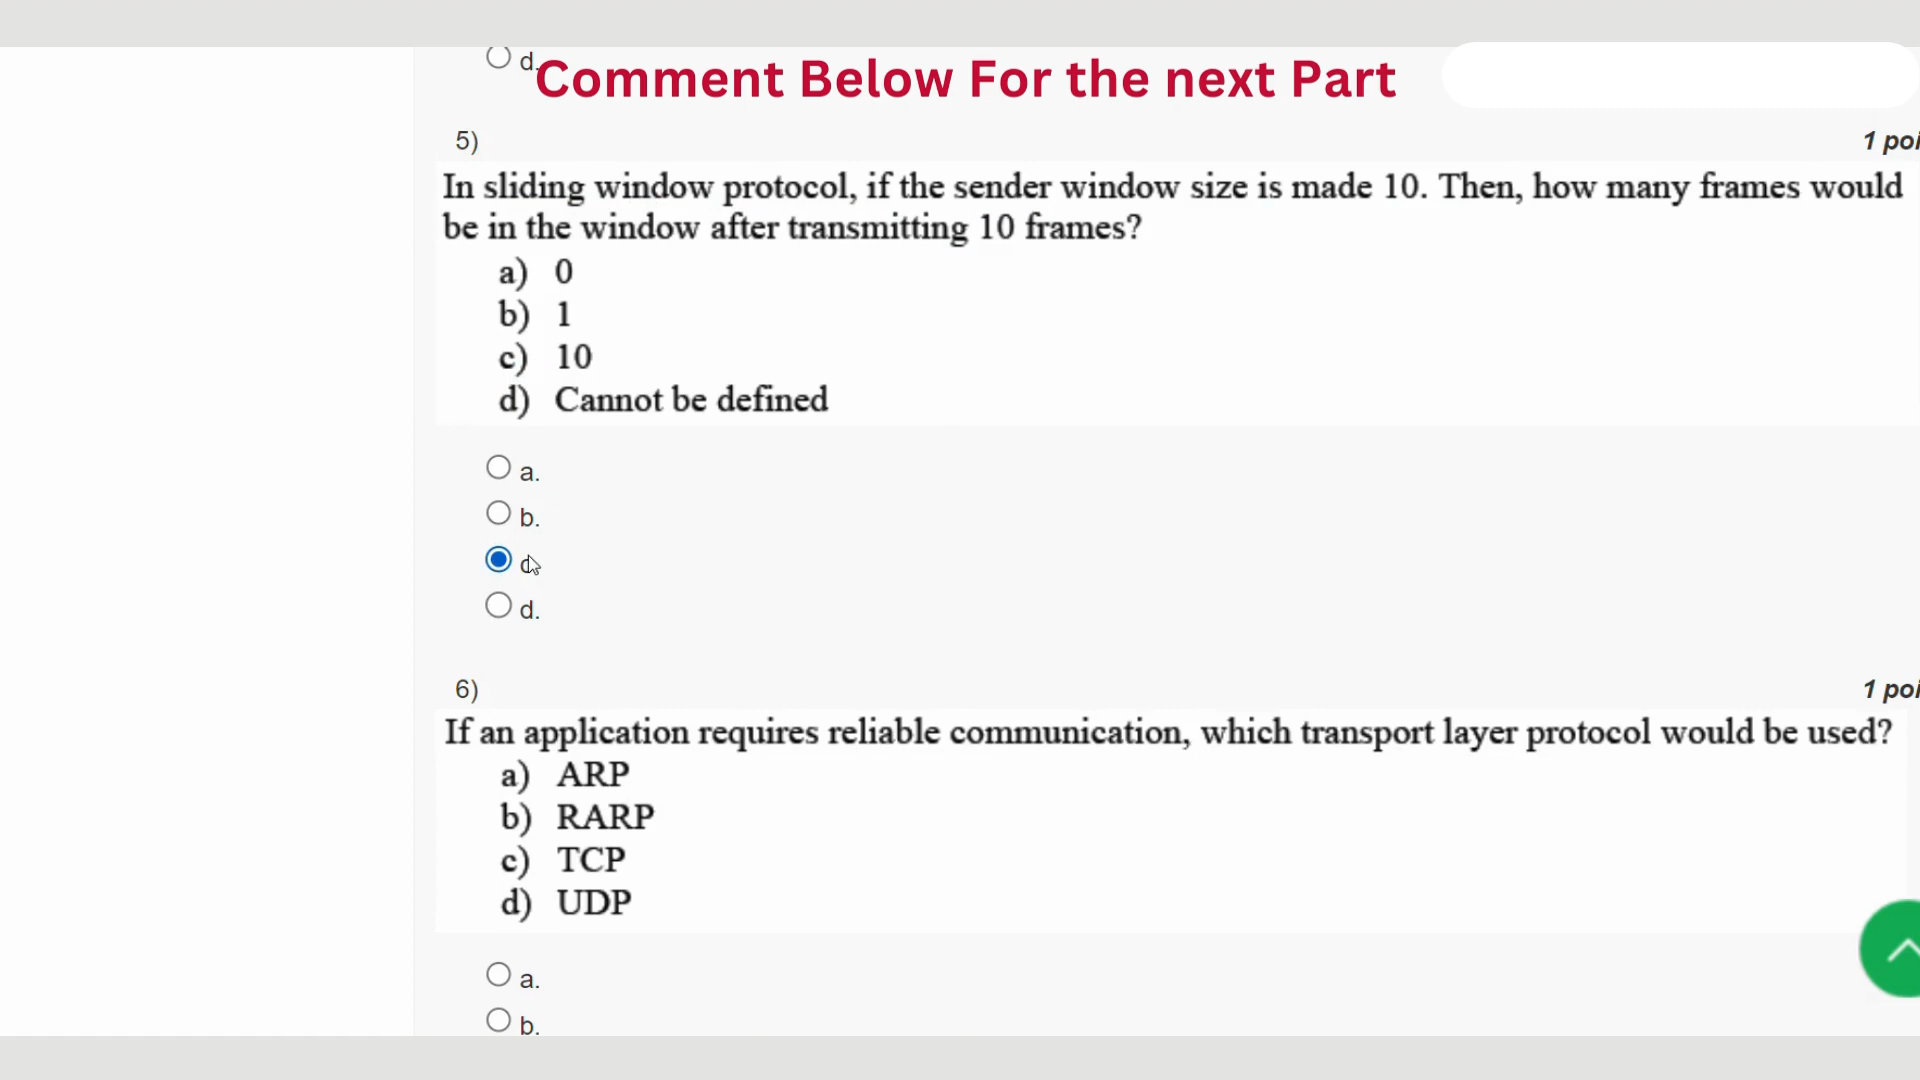 d.
Comment Below For the next Part
5)
1 poi
In sliding window protocol, if the sender window size is made 10. Then, how many frames would
be in the window after transmitting 10 frames?
a) 0
b) 1
c) 10
d) Cannot be defined
a.
b.
d.
6)
1 poi
If an application requires reliable communication, which transport layer protocol would be used?
a) ARP
b) RARP
c) TCP
d) UDP
a.
b.